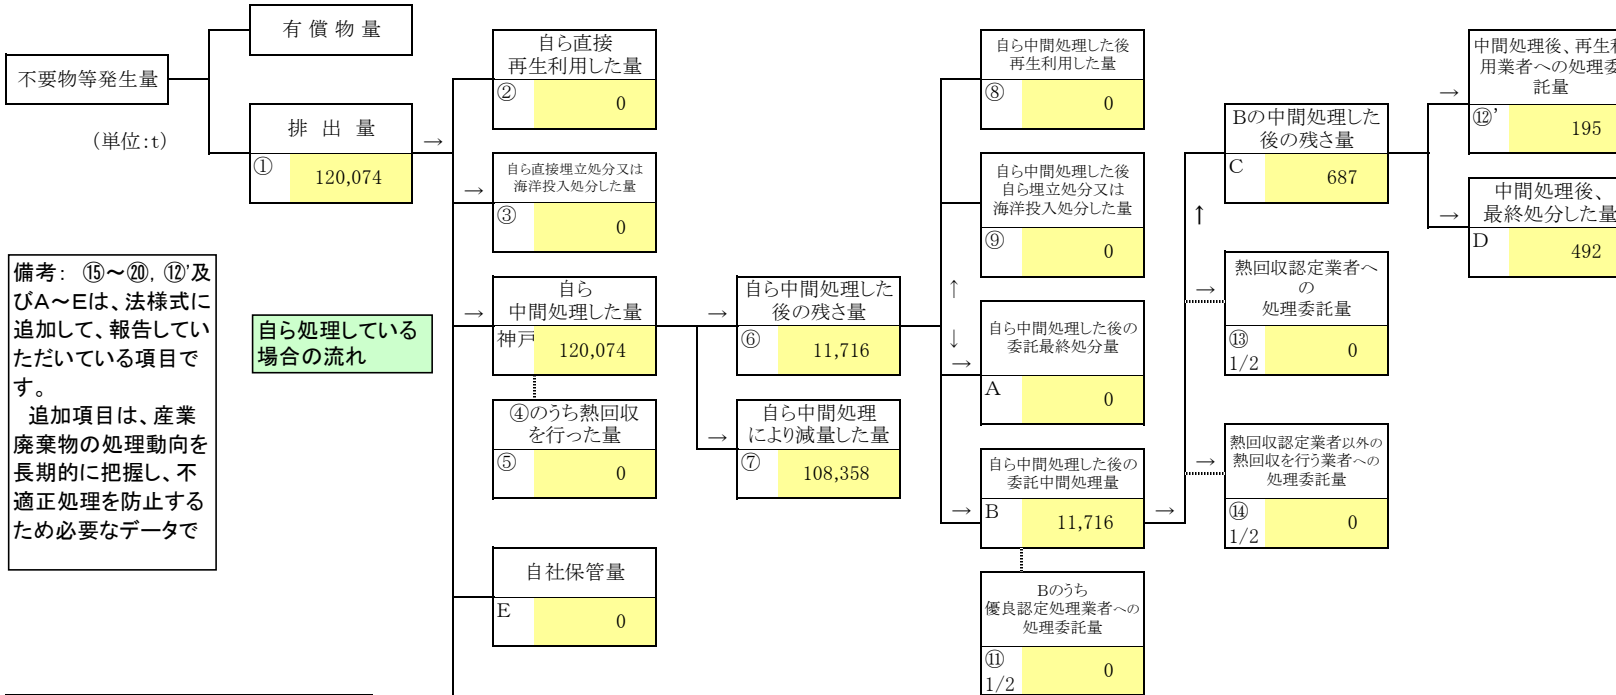 有 償 物 量
不要物等発生量
(単位:t)
排 出 量
→
①
120,074
備考： ⑮～⑳, ⑫'及
びA～Eは、法様式に
追加して、報告してい
ただいている項目で
す。
追加項目は、産業
廃棄物の処理動向を
長期的に把握し、不
適正処理を防止する
ため必要なデータで
自ら処理している
場合の流れ
自ら直接
再生利用した量
②
0
→
自ら直接埋立処分又は
海洋投入処分した量
③
0
→
自ら
中間処理した量
神戸
120,074
④のうち熱回収
を行った量
⑤
0
自社保管量
E
0
→
自ら中間処理した
後の残さ量
⑥
11,716
→
自ら中間処理
により減量した量
⑦
108,358
自ら中間処理した後
再生利用した量
⑧
0
自ら中間処理した後
自ら埋立処分又は
海洋投入処分した量
⑨
0
↑
↓
→
自ら中間処理した後の
委託最終処分量
A
0
自ら中間処理した後の
委託中間処理量
→
B
11,716
→
Bのうち
優良認定処理業者への
処理委託量
⑪
1/2
0
Bの中間処理した
後の残さ量
C
687
↑
→
熱回収認定業者へ
の
処理委託量
⑬
1/2
0
→
熱回収認定業者以外の
熱回収を行う業者への
処理委託量
⑭
1/2
0
→
中間処理後、再生利
用業者への処理委
託量
⑫'
195
→
中間処理後、
最終処分した量
D
492